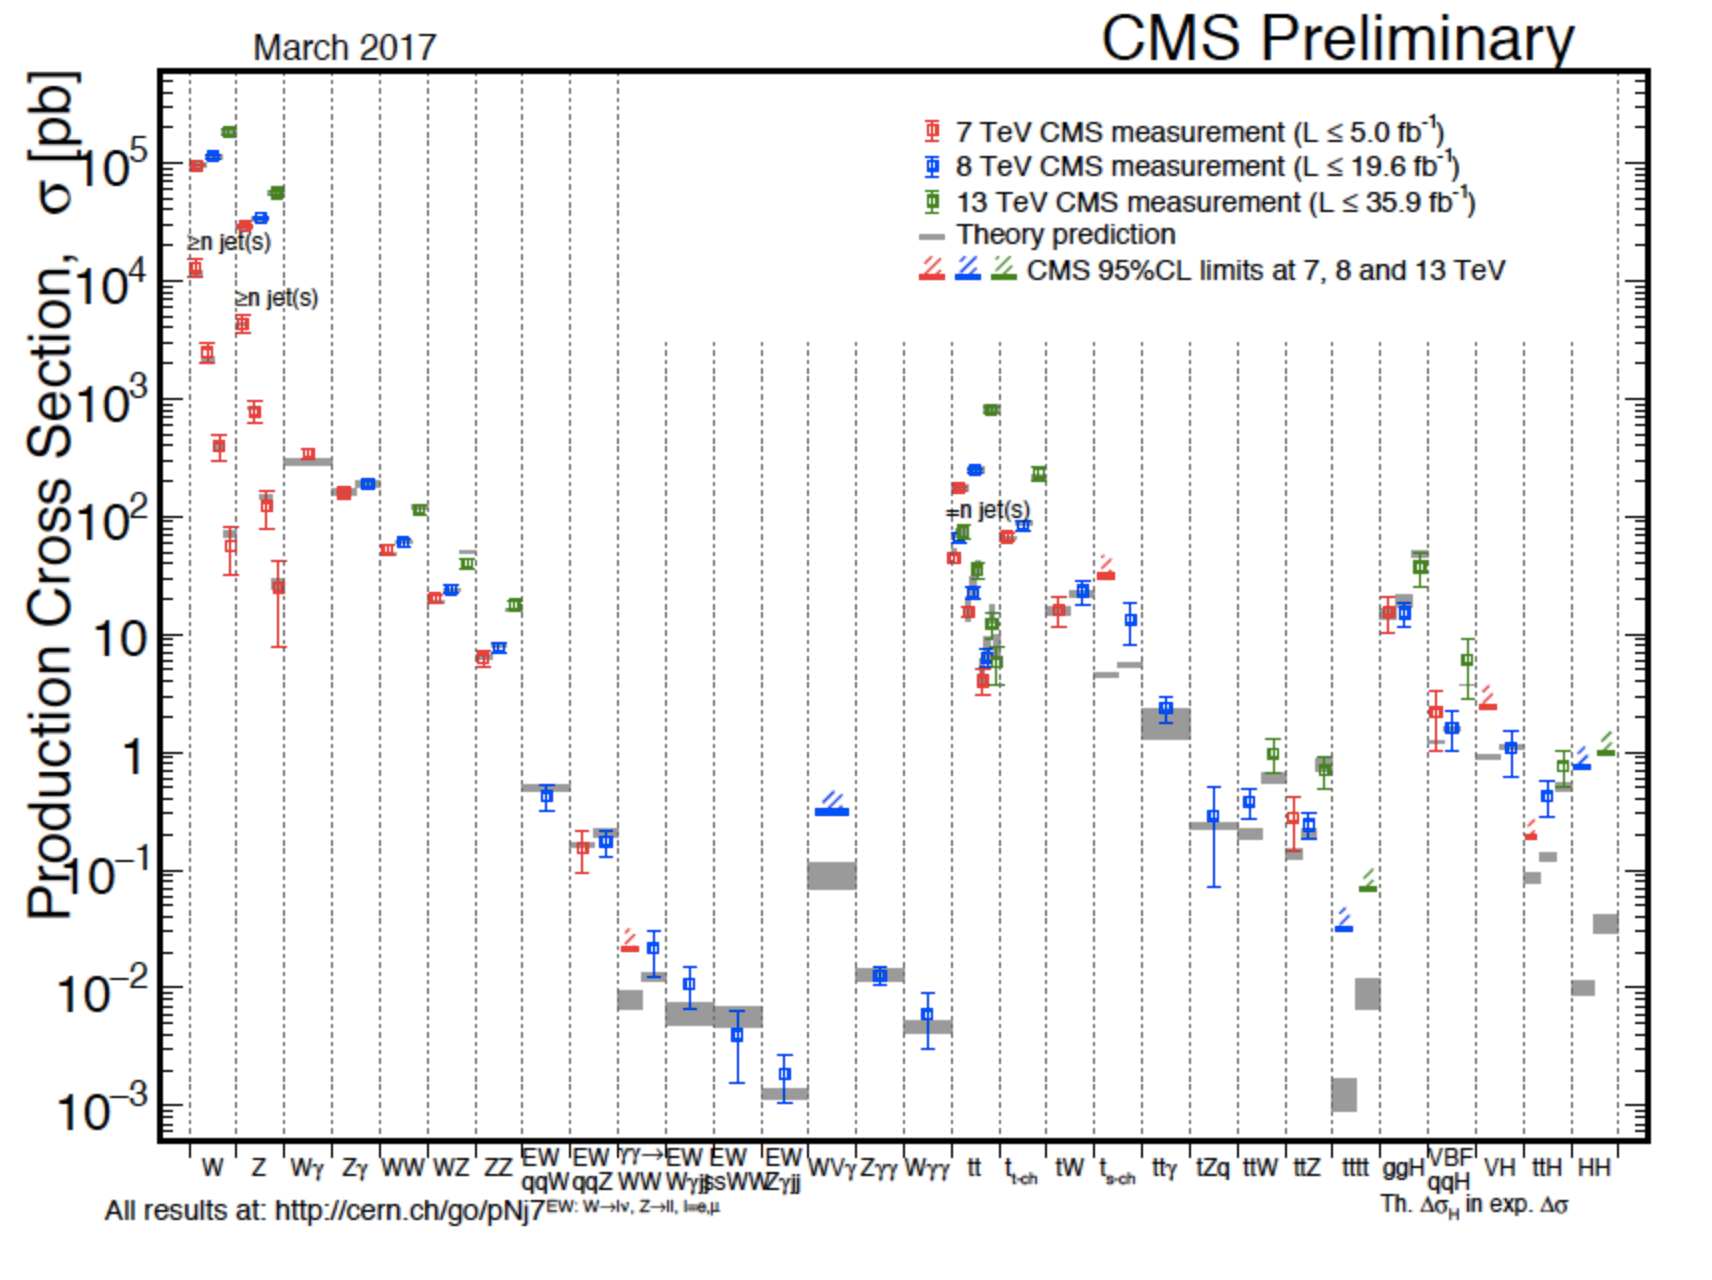 March 2017
CMS Preliminary
Production Cross Section, σ [pb]
10⁵
10⁴
10³
10²
10
1
10⁻¹
10⁻²
10⁻³
7 TeV CMS measurement (L ≤ 5.0 fb⁻¹)
8 TeV CMS measurement (L ≤ 19.6 fb⁻¹)
13 TeV CMS measurement (L ≤ 35.9 fb⁻¹)
Theory prediction
CMS 95%CL limits at 7, 8 and 13 TeV
≥n jet(s)
≥n jet(s)
=n jet(s)
W
Z
Wγ
Zγ
WW
WZ
ZZ
EW
qqW
EW
qqZ
γγ→
WW
EW
Wγjj
EW
ssWW
EW
Zγjj
WVγ
Zγγ
Wγγ
tt
t t-ch
tW
t s-ch
ttγ
tZq
ttW
ttZ
tttt
ggH
VBF
qqH
VH
ttH
HH
All results at: http://cern.ch/go/pNj7
EW: W→lν, Z→ll, l=e,μ
Th. Δσ_H in exp. Δσ